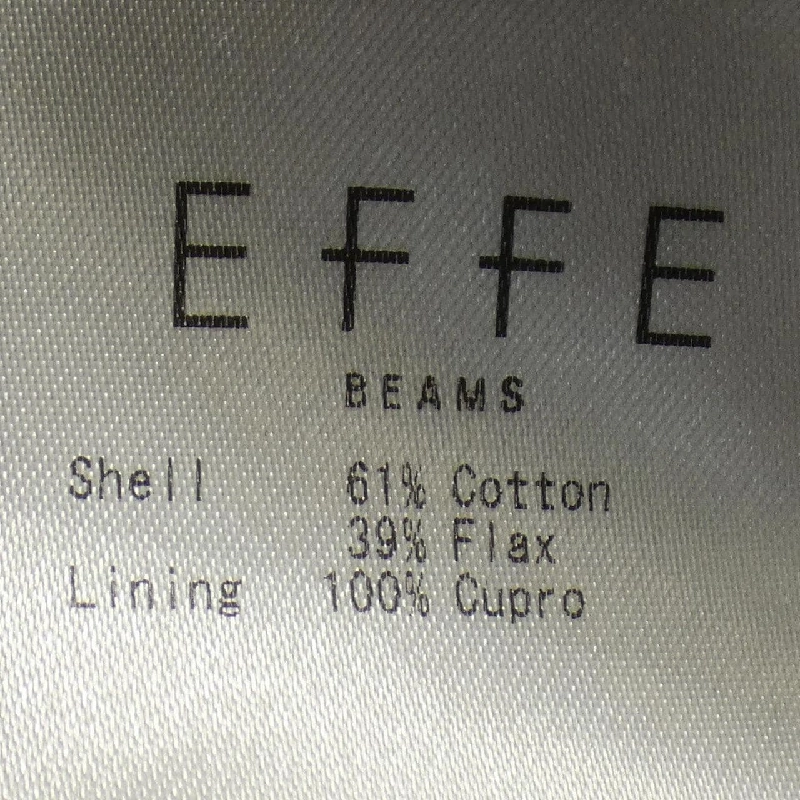 EFFE
BEAMS
Shell 61% Cotton
39% Flax
Lining 100% Cupro